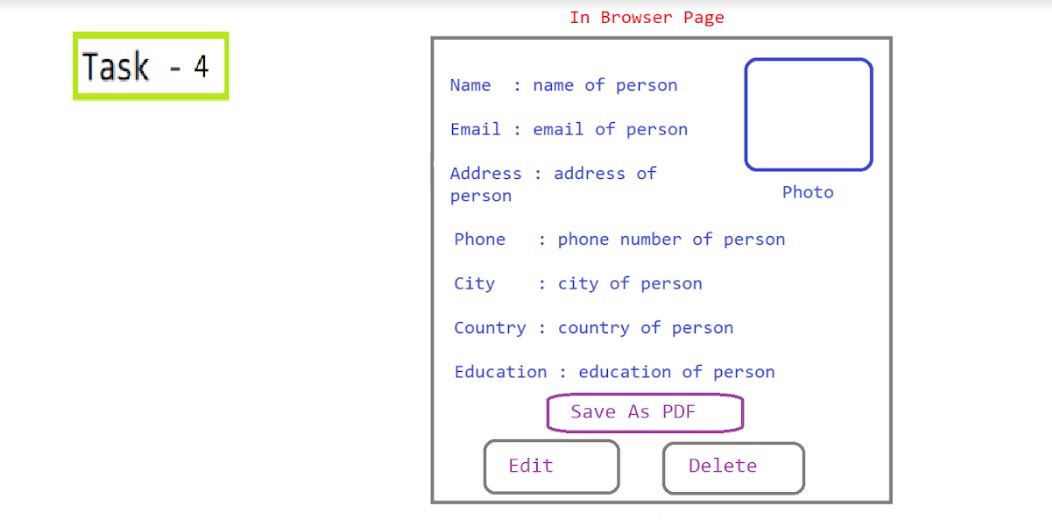 In Browser Page
Task - 4
Name : name of person
Email : email of person
Address : address of
person
Photo
Phone : phone number of person
City : city of person
Country : country of person
Education : education of person
Save As PDF
Edit
Delete